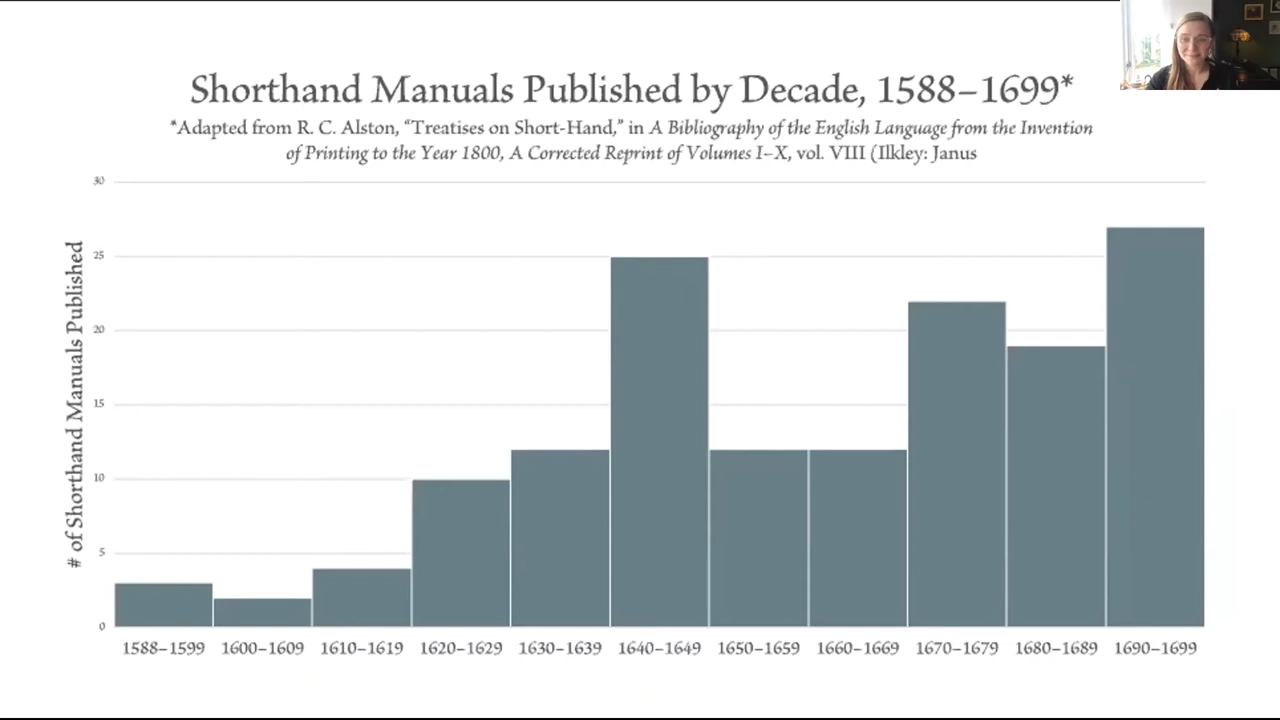 Shorthand Manuals Published by Decade, 1588–1699*
*Adapted from R. C. Alston, “Treatises on Short-Hand,” in A Bibliography of the English Language from the Invention
of Printing to the Year 1800, A Corrected Reprint of Volumes I–X, vol. VIII (Ilkley: Janus
# of Shorthand Manuals Published
30
25
20
15
10
5
0
1588–1599 1600–1609 1610–1619 1620–1629 1630–1639 1640–1649 1650–1659 1660–1669 1670–1679 1680–1689 1690–1699